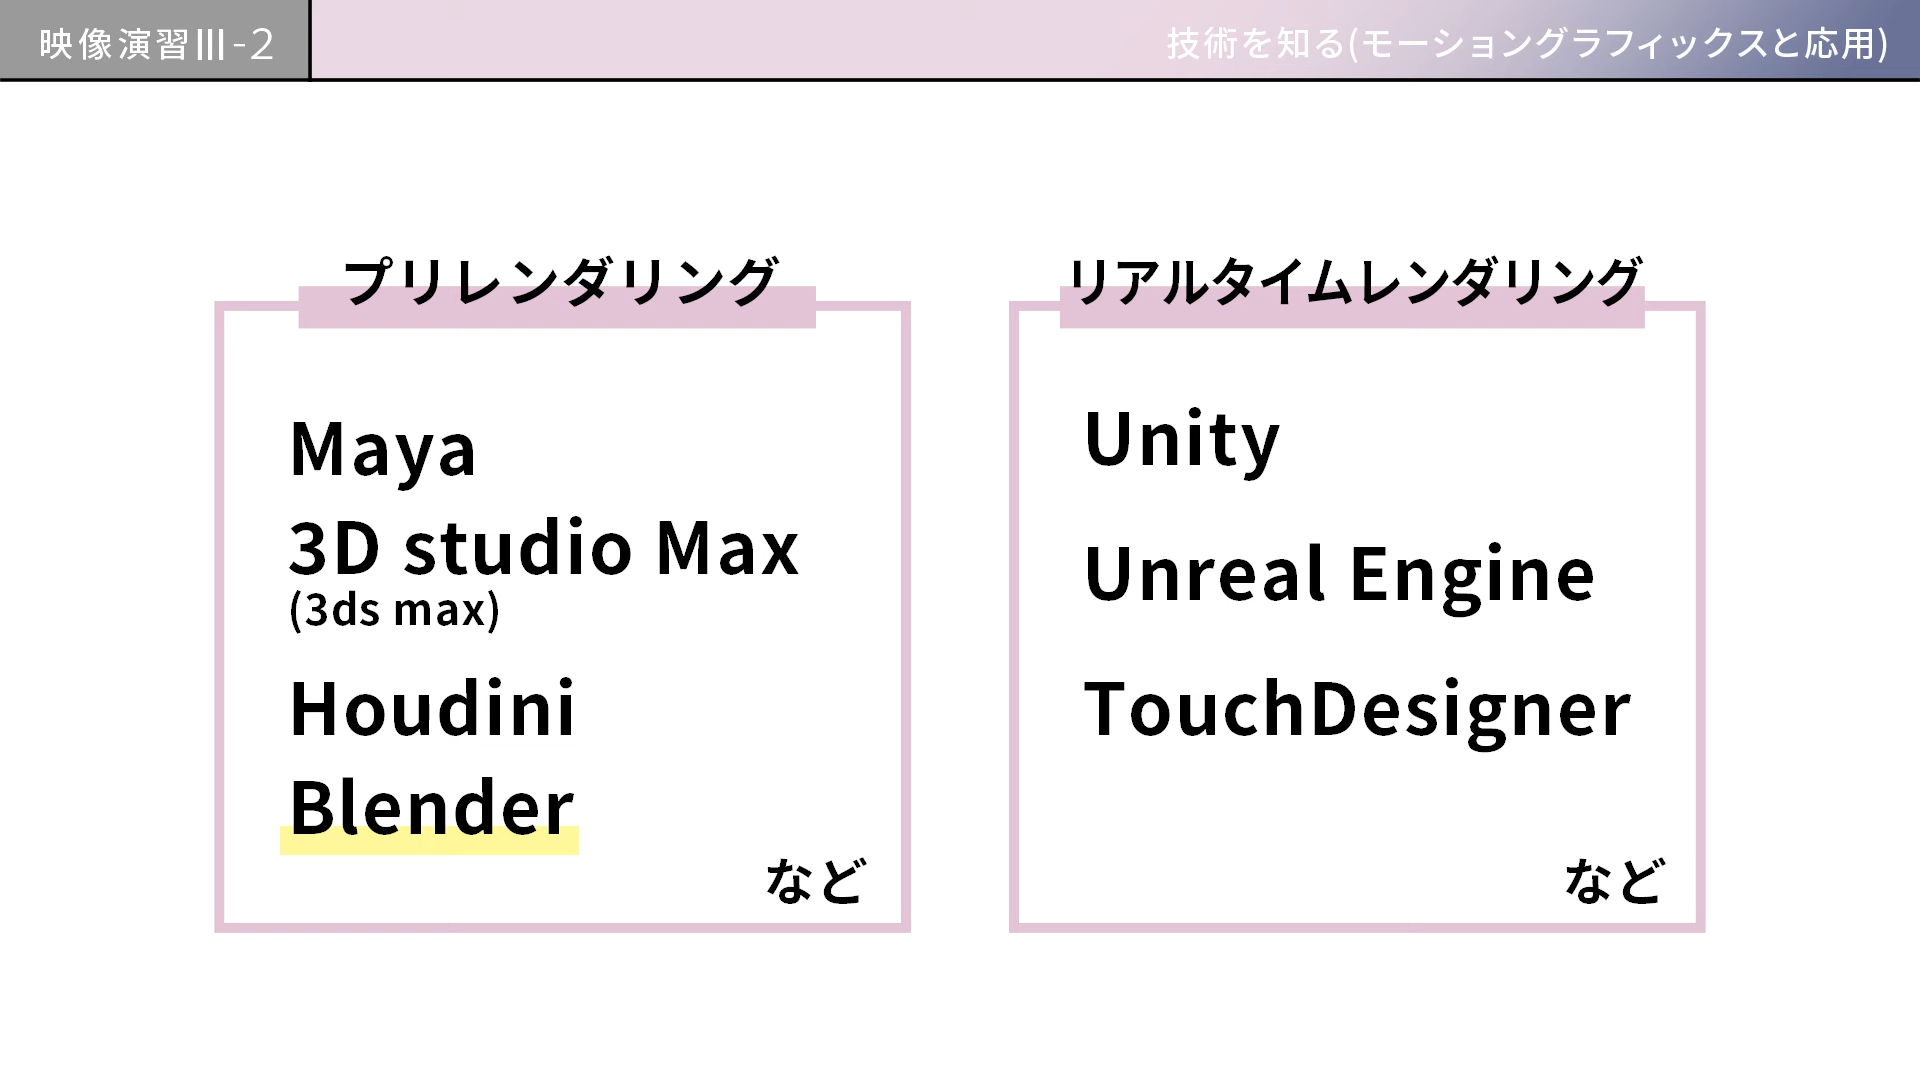 映像演習Ⅲ-2
技術を知る(モーショングラフィックスと応用)
プリレンダリング
Maya
3D studio Max
(3ds max)
Houdini
Blender
など
リアルタイムレンダリング
Unity
Unreal Engine
TouchDesigner
など